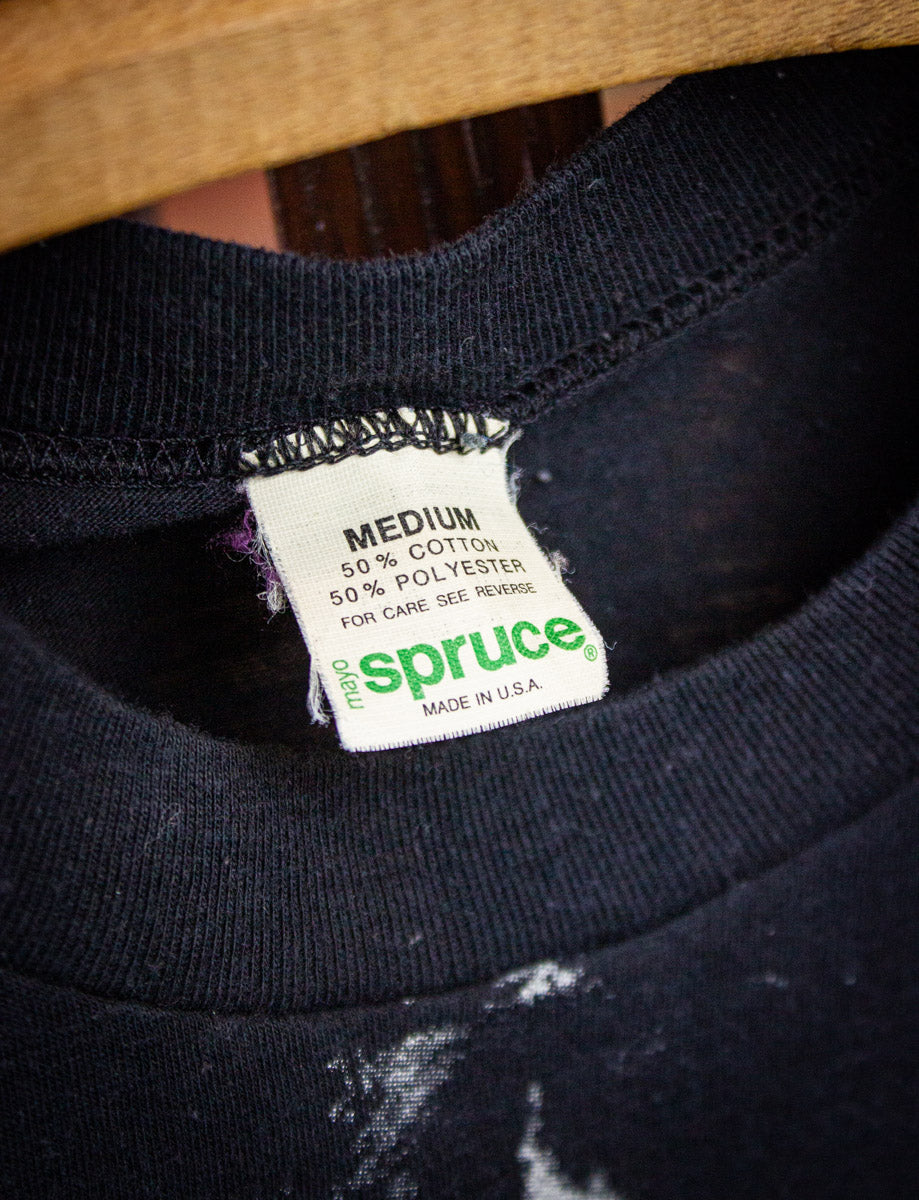 MEDIUM
50% COTTON
50% POLYESTER
FOR CARE SEE REVERSE
mayo spruce®
MADE IN U.S.A.